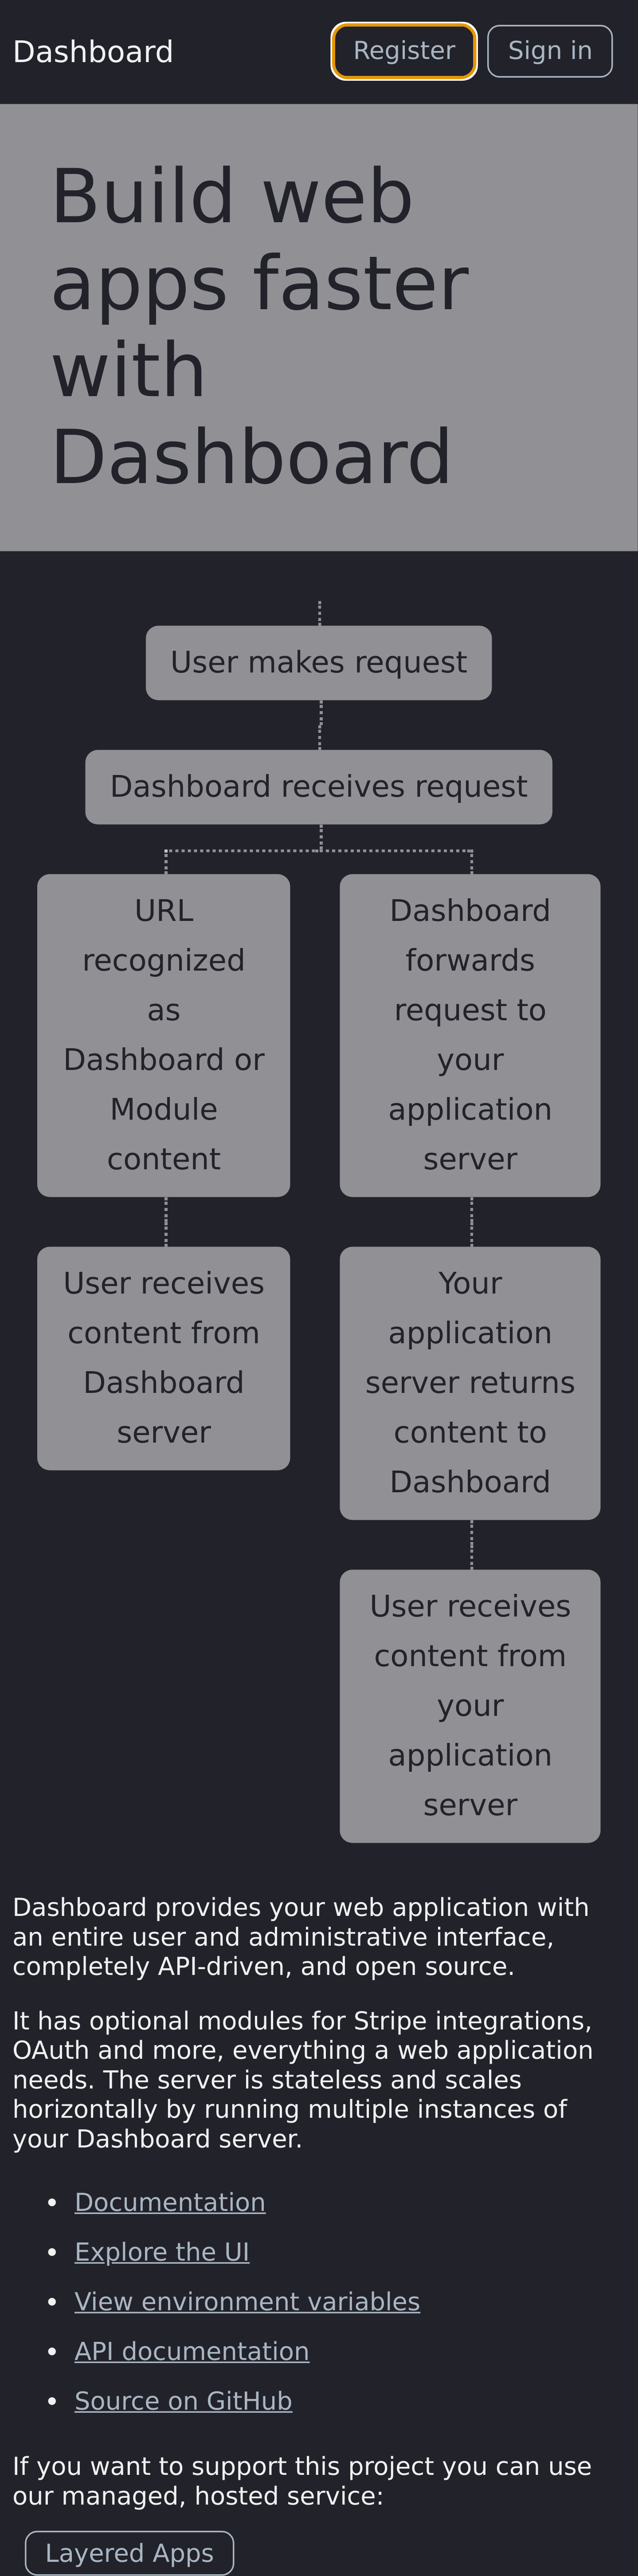 Dashboard
Register
Sign in
Build web
apps faster
with
Dashboard
User makes request
Dashboard receives request
URL
recognized
as
Dashboard or
Module
content
Dashboard
forwards
request to
your
application
server
User receives
content from
Dashboard
server
Your
application
server returns
content to
Dashboard
User receives
content from
your
application
server
Dashboard provides your web application with
an entire user and administrative interface,
completely API-driven, and open source.
It has optional modules for Stripe integrations,
OAuth and more, everything a web application
needs. The server is stateless and scales
horizontally by running multiple instances of
your Dashboard server.
• Documentation
• Explore the UI
• View environment variables
• API documentation
• Source on GitHub
If you want to support this project you can use
our managed, hosted service:
Layered Apps